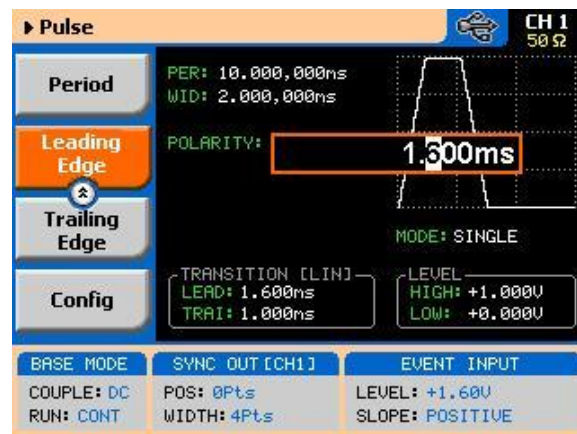 Pulse
CH 1
50 Ω
Period
PER: 10.000,000ms
WID: 2.000,000ms
Leading
Edge
POLARITY:
1.600ms
Trailing
Edge
MODE: SINGLE
Config
TRANSITION [LIN]
LEAD: 1.600ms
TRAI: 1.000ms
LEVEL
HIGH: +1.000V
LOW: +0.000V
BASE MODE
COUPLE: DC
RUN: CONT
SYNC OUT [CH1]
POS: 0Pts
WIDTH: 4Pts
EVENT INPUT
LEVEL: +1.60V
SLOPE: POSITIVE